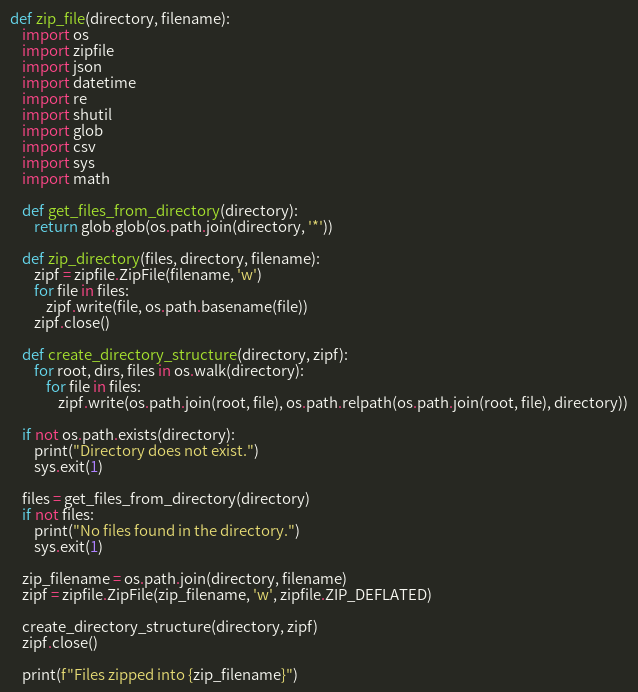 def zip_file(directory, filename):
    import os
    import zipfile
    import json
    import datetime
    import re
    import shutil
    import glob
    import csv
    import sys
    import math

    def get_files_from_directory(directory):
        return glob.glob(os.path.join(directory, '*'))

    def zip_directory(files, directory, filename):
        zipf = zipfile.ZipFile(filename, 'w')
        for file in files:
            zipf.write(file, os.path.basename(file))
        zipf.close()

    def create_directory_structure(directory, zipf):
        for root, dirs, files in os.walk(directory):
            for file in files:
                zipf.write(os.path.join(root, file), os.path.relpath(os.path.join(root, file), directory))

    if not os.path.exists(directory):
        print("Directory does not exist.")
        sys.exit(1)

    files = get_files_from_directory(directory)
    if not files:
        print("No files found in the directory.")
        sys.exit(1)

    zip_filename = os.path.join(directory, filename)
    zipf = zipfile.ZipFile(zip_filename, 'w', zipfile.ZIP_DEFLATED)

    create_directory_structure(directory, zipf)
    zipf.close()

    print(f"Files zipped into {zip_filename}")